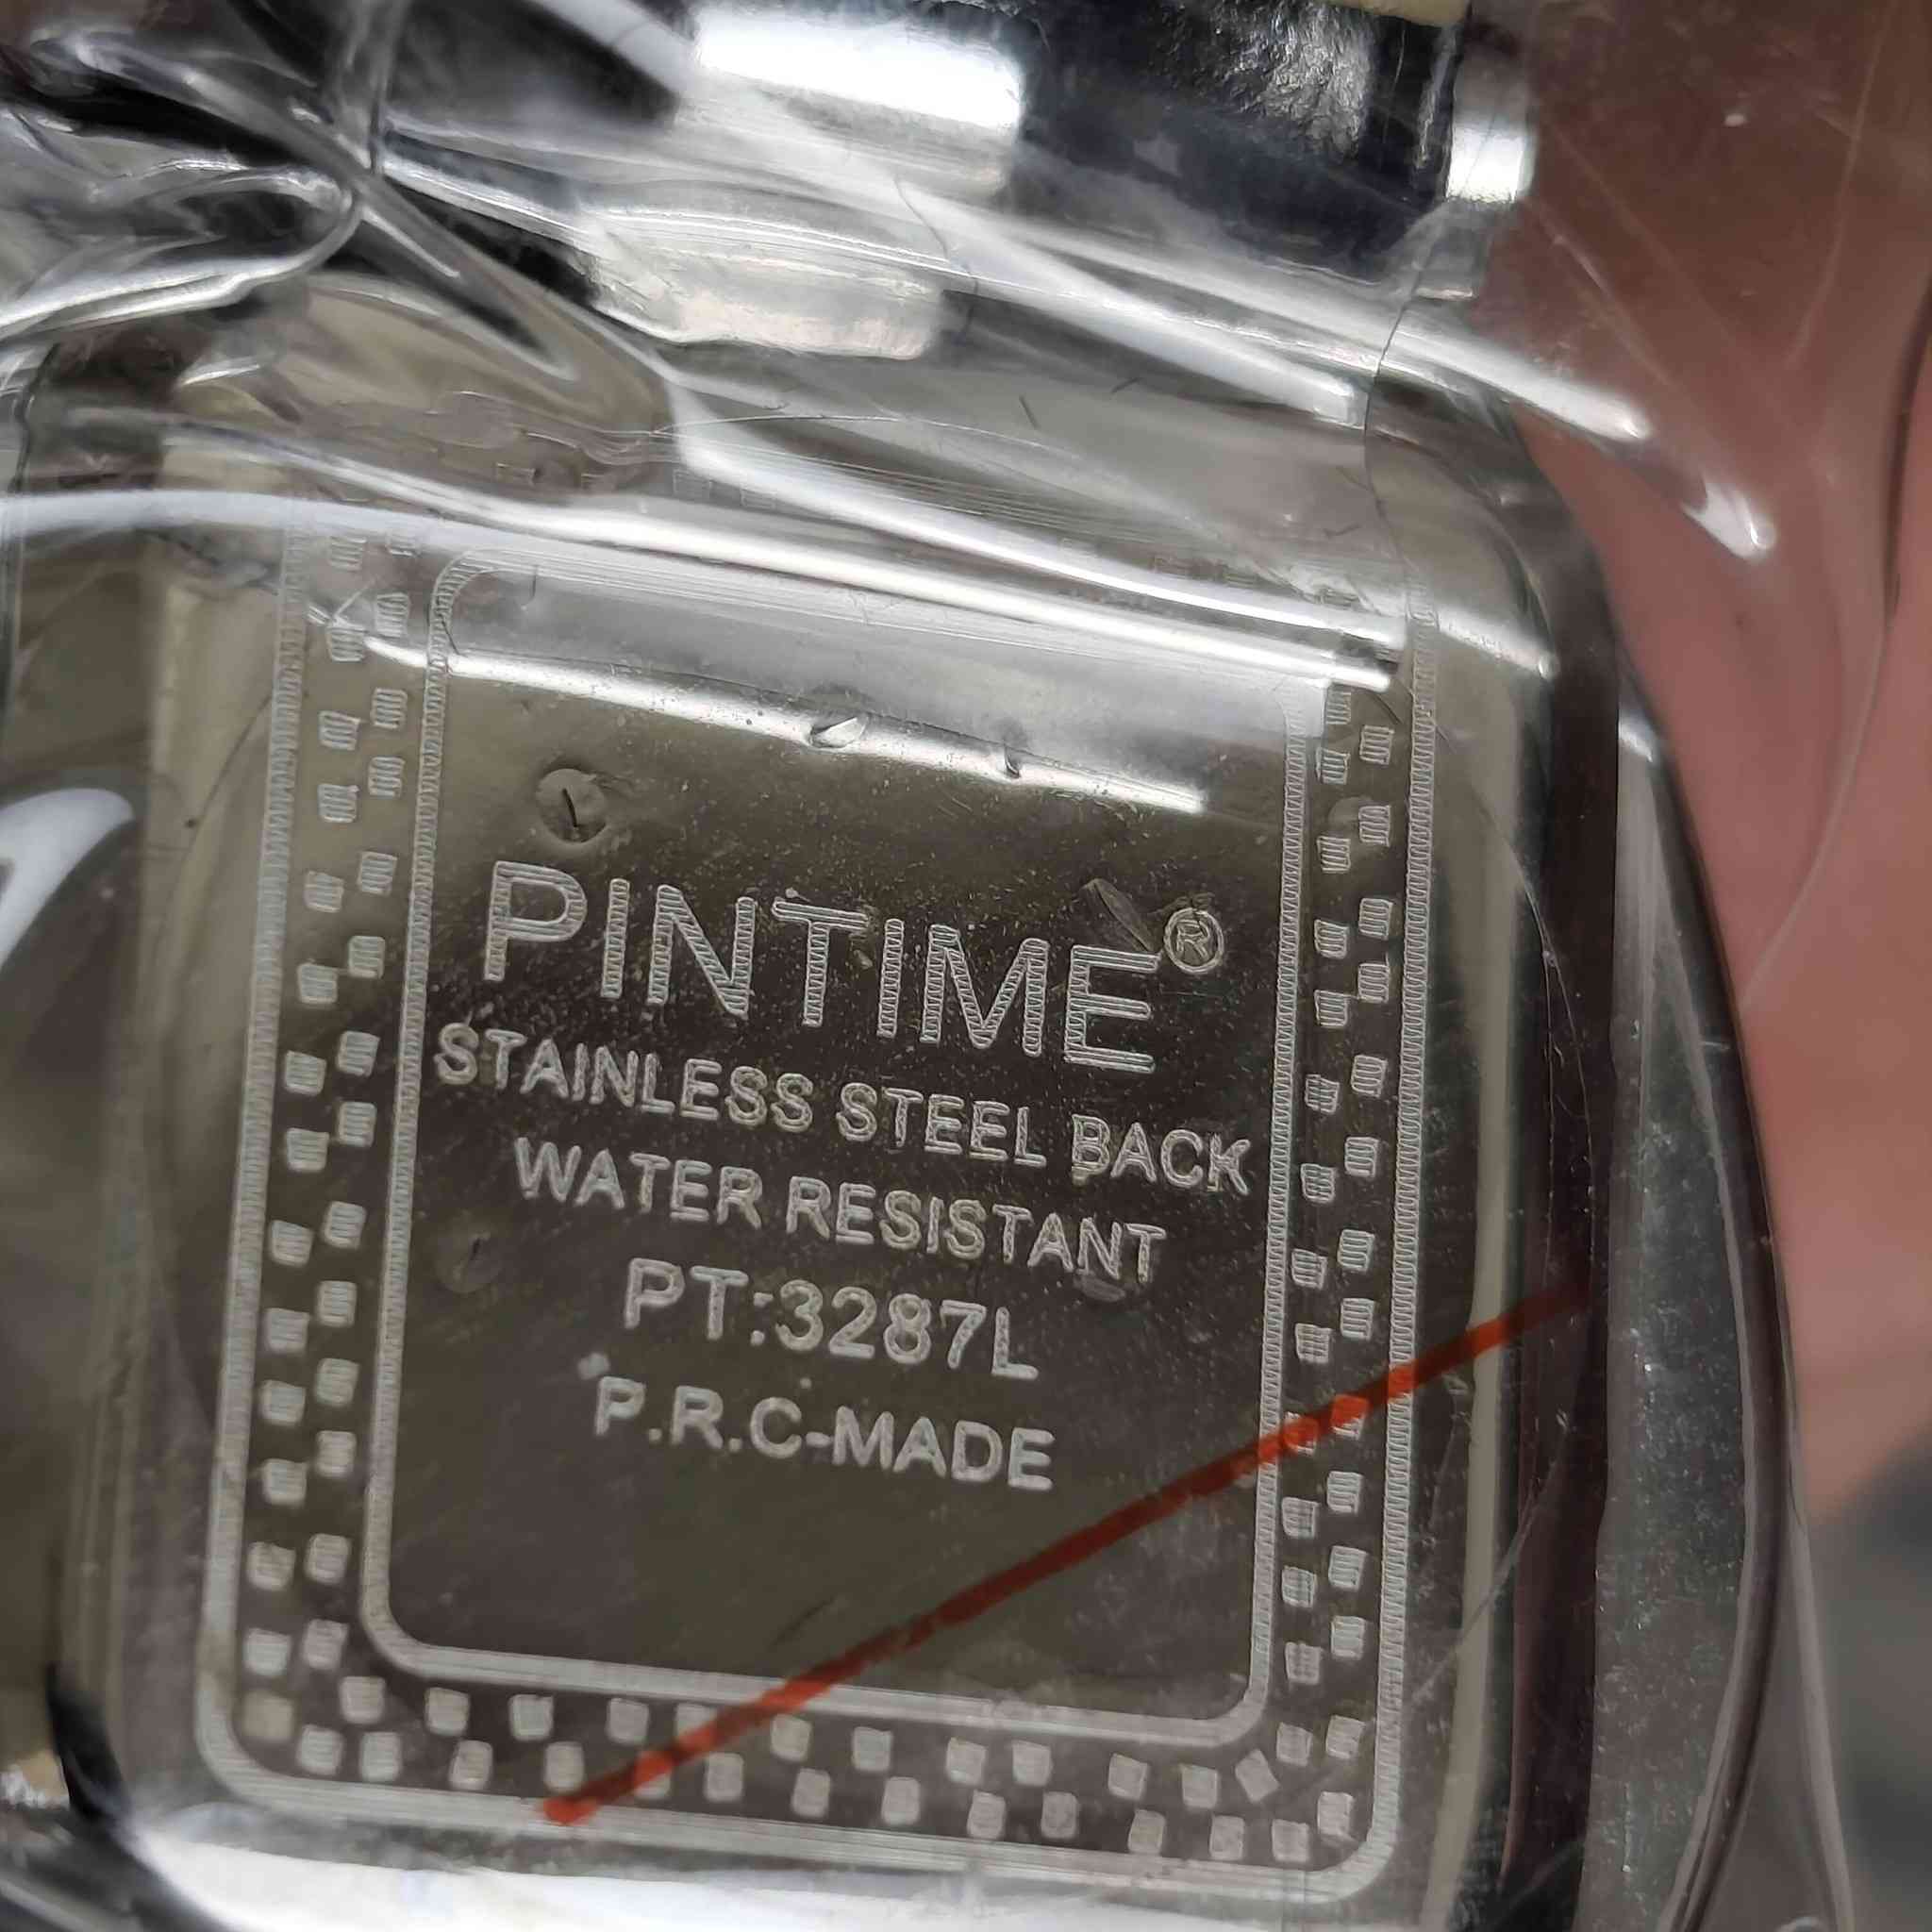 PINTIME®
STAINLESS STEEL BACK
WATER RESISTANT
PT:3287L
P.R.C-MADE